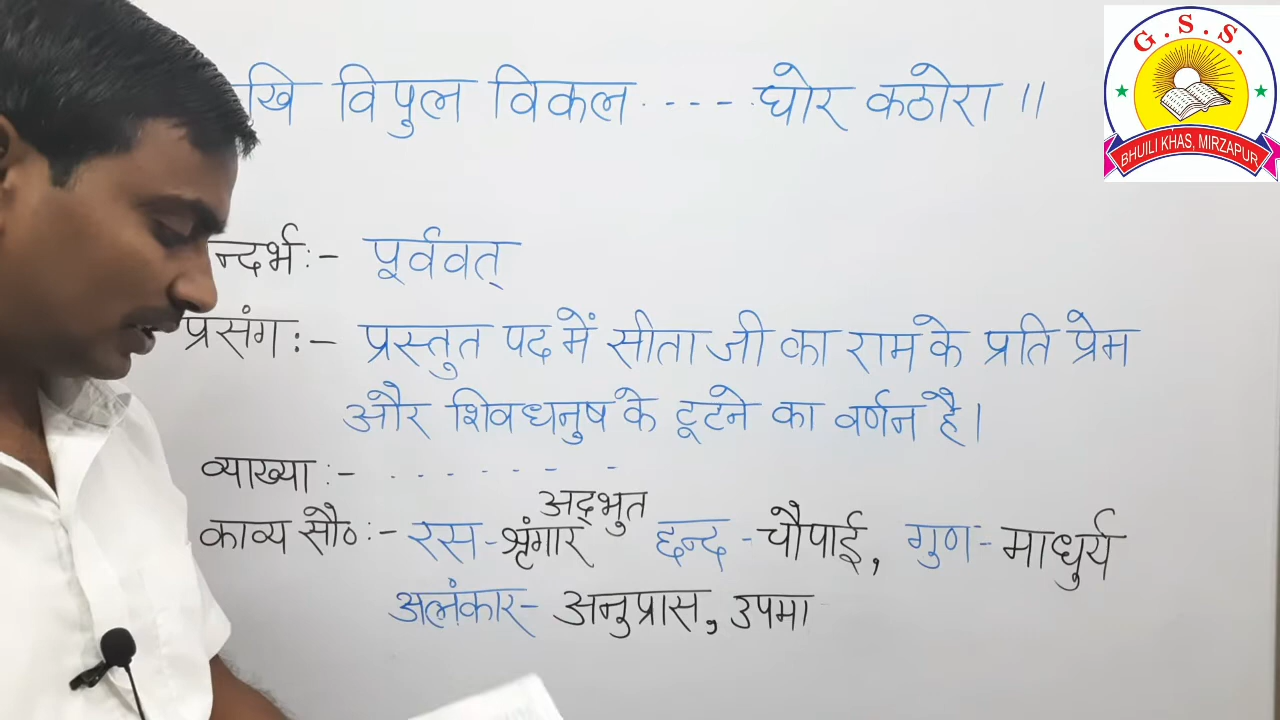 विपुल विकल ---- घोर कठोरा ॥
पूर्ववत्
प्रसंग :- प्रस्तुत पद में सीता जी का राम के प्रति प्रेम
और शिवधनुष के टूटने का वर्णन है।
व्याख्या :- - - - - - - -
अद्भुत
काव्य सौ० :- रस - श्रृंगार छन्द - चौपाई, गुण - माधुर्य
अलंकार - अनुप्रास, उपमा
G. S. S.
BHUILI KHAS, MIRZAPUR